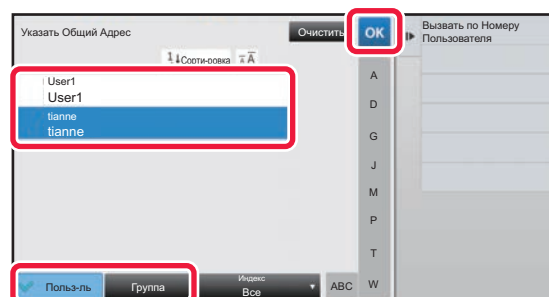 Указать Общий Адрес
Очистить
OK
Вызвать по Номеру
Пользователя
1 Сорти-ровка A A
User1
User1
tianne
tianne
A
D
G
J
M
P
T
W
Польз-ль
Группа
Индекс
Все
ABC